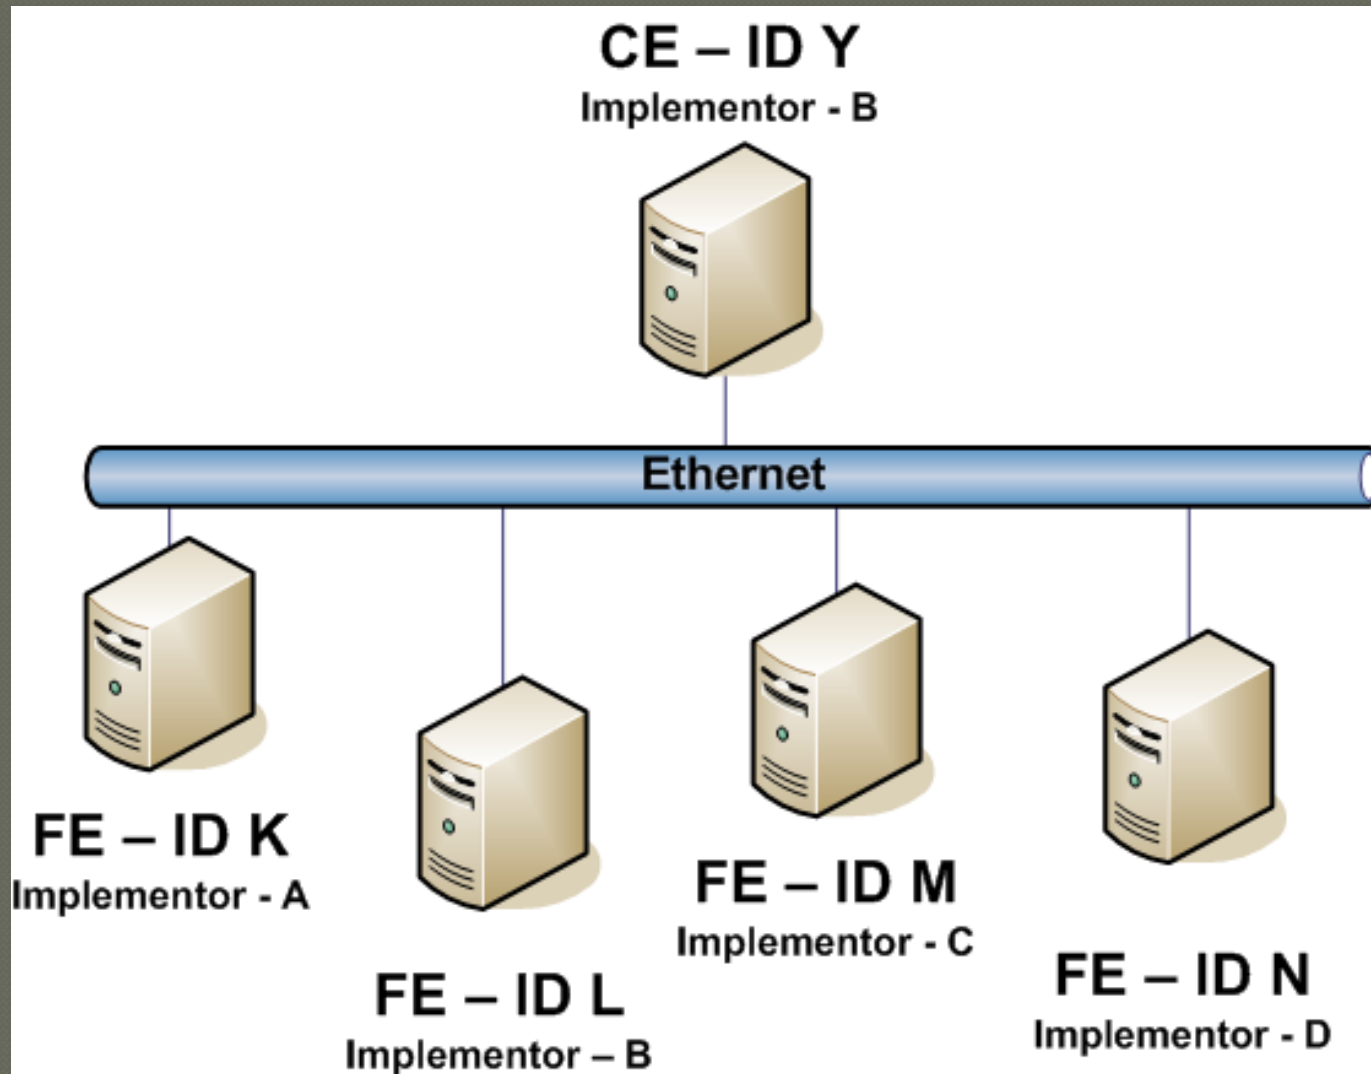 CE – ID Y
Implementor - B
Ethernet
FE – ID K
Implementor - A
FE – ID L
Implementor – B
FE – ID M
Implementor - C
FE – ID N
Implementor - D